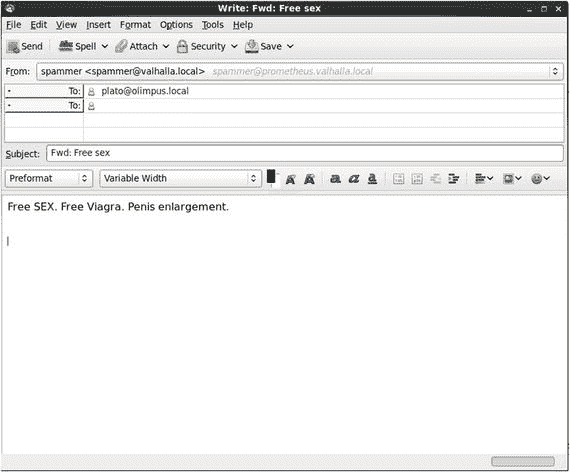 Write: Fwd: Free sex
File Edit View Insert Format Options Tools Help
Send Spell Attach Security Save
From: spammer <spammer@valhalla.local> spammer@prometheus.valhalla.local
To: plato@olimpus.local
To:
Subject: Fwd: Free sex
Preformat Variable Width
Free SEX. Free Viagra. Penis enlargement.